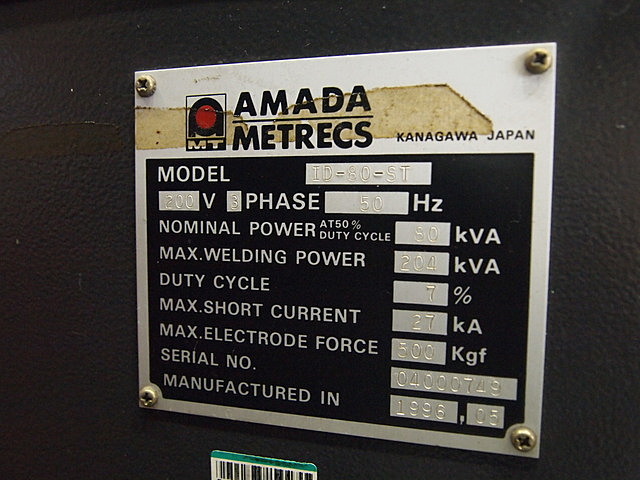 AMADA
METRECS
MT
KANAGAWA JAPAN
MODEL ID-80-ST
200 V 3 PHASE 50 Hz
NOMINAL POWER AT50% DUTY CYCLE 80 kVA
MAX.WELDING POWER 204 kVA
DUTY CYCLE 7 %
MAX.SHORT CURRENT 27 kA
MAX.ELECTRODE FORCE 500 Kgf
SERIAL NO. 04000749
MANUFACTURED IN 1996 , 05